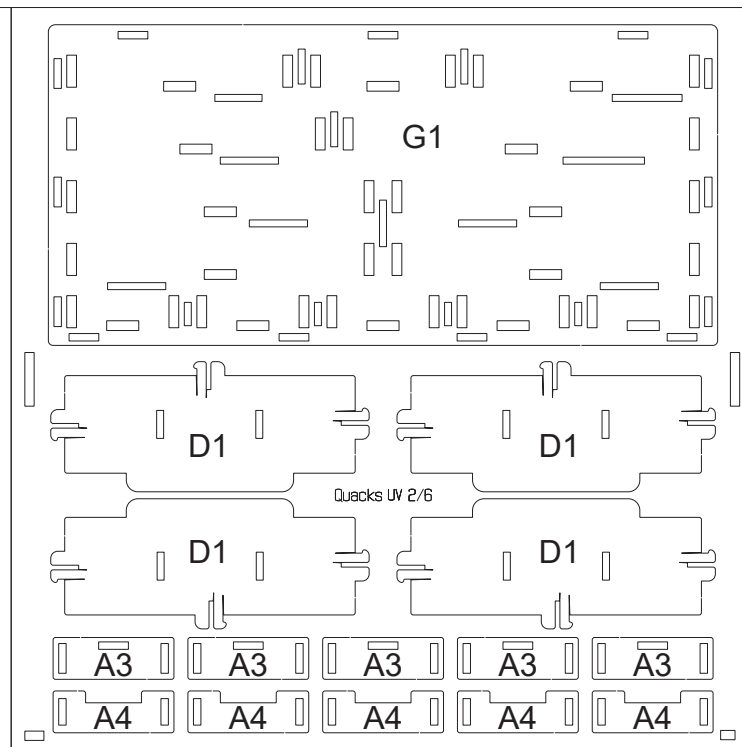 G1
D1 D1
Quacks UV 2/6
D1 D1
A3 A3 A3 A3 A3
A4 A4 A4 A4 A4